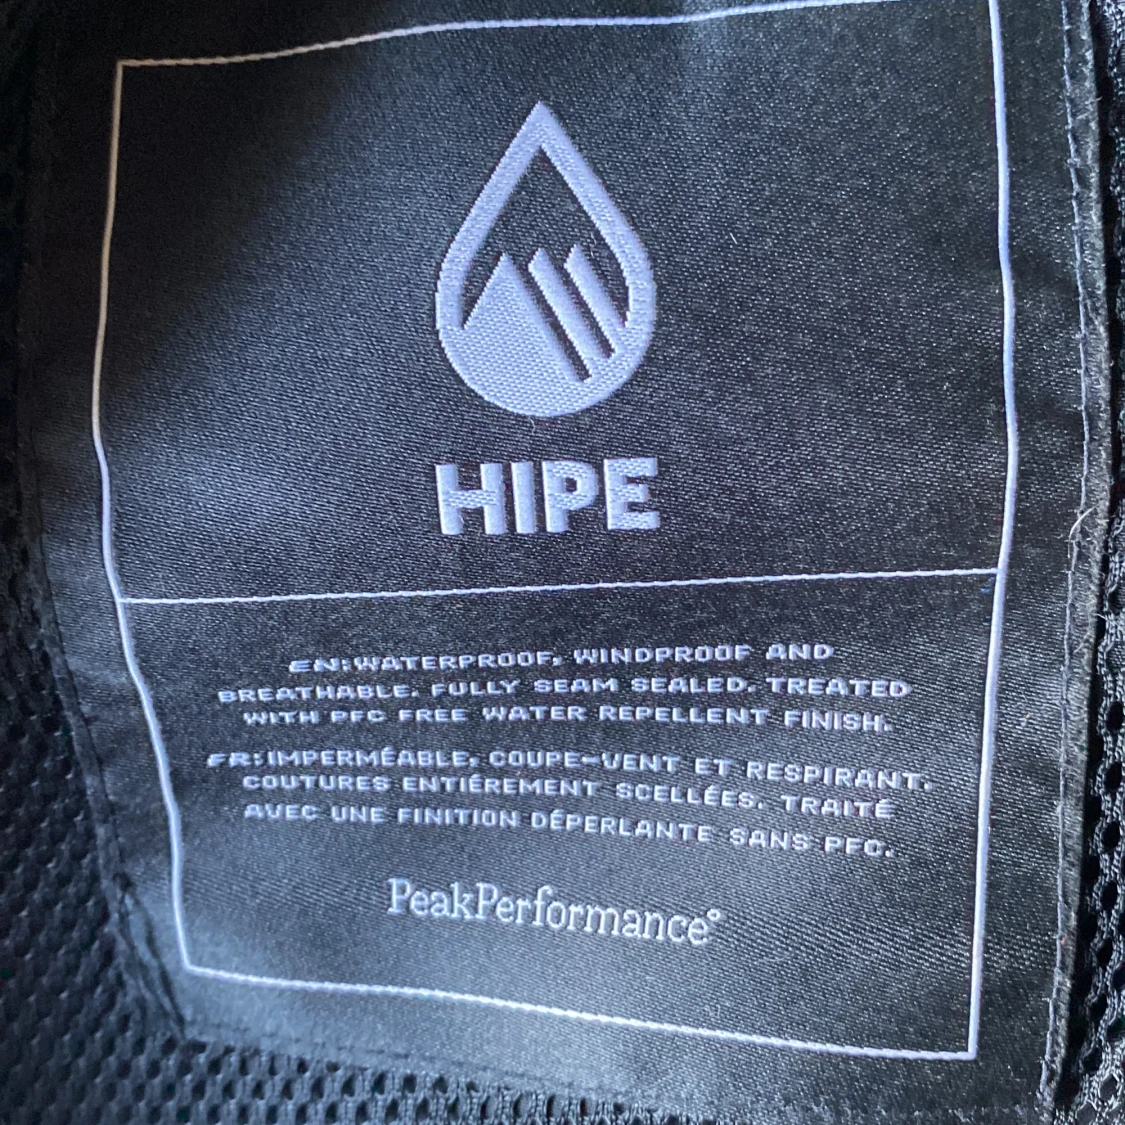 HIPE
EN:WATERPROOF, WINDPROOF AND
BREATHABLE. FULLY SEAM SEALED. TREATED
WITH PFC FREE WATER REPELLENT FINISH.
FR:IMPERMÉABLE, COUPE-VENT ET RESPIRANT.
COUTURES ENTIÉREMENT SCELLÉES. TRAITÉ
AVEC UNE FINITION DÉPERLANTE SANS PFC.
PeakPerformance®